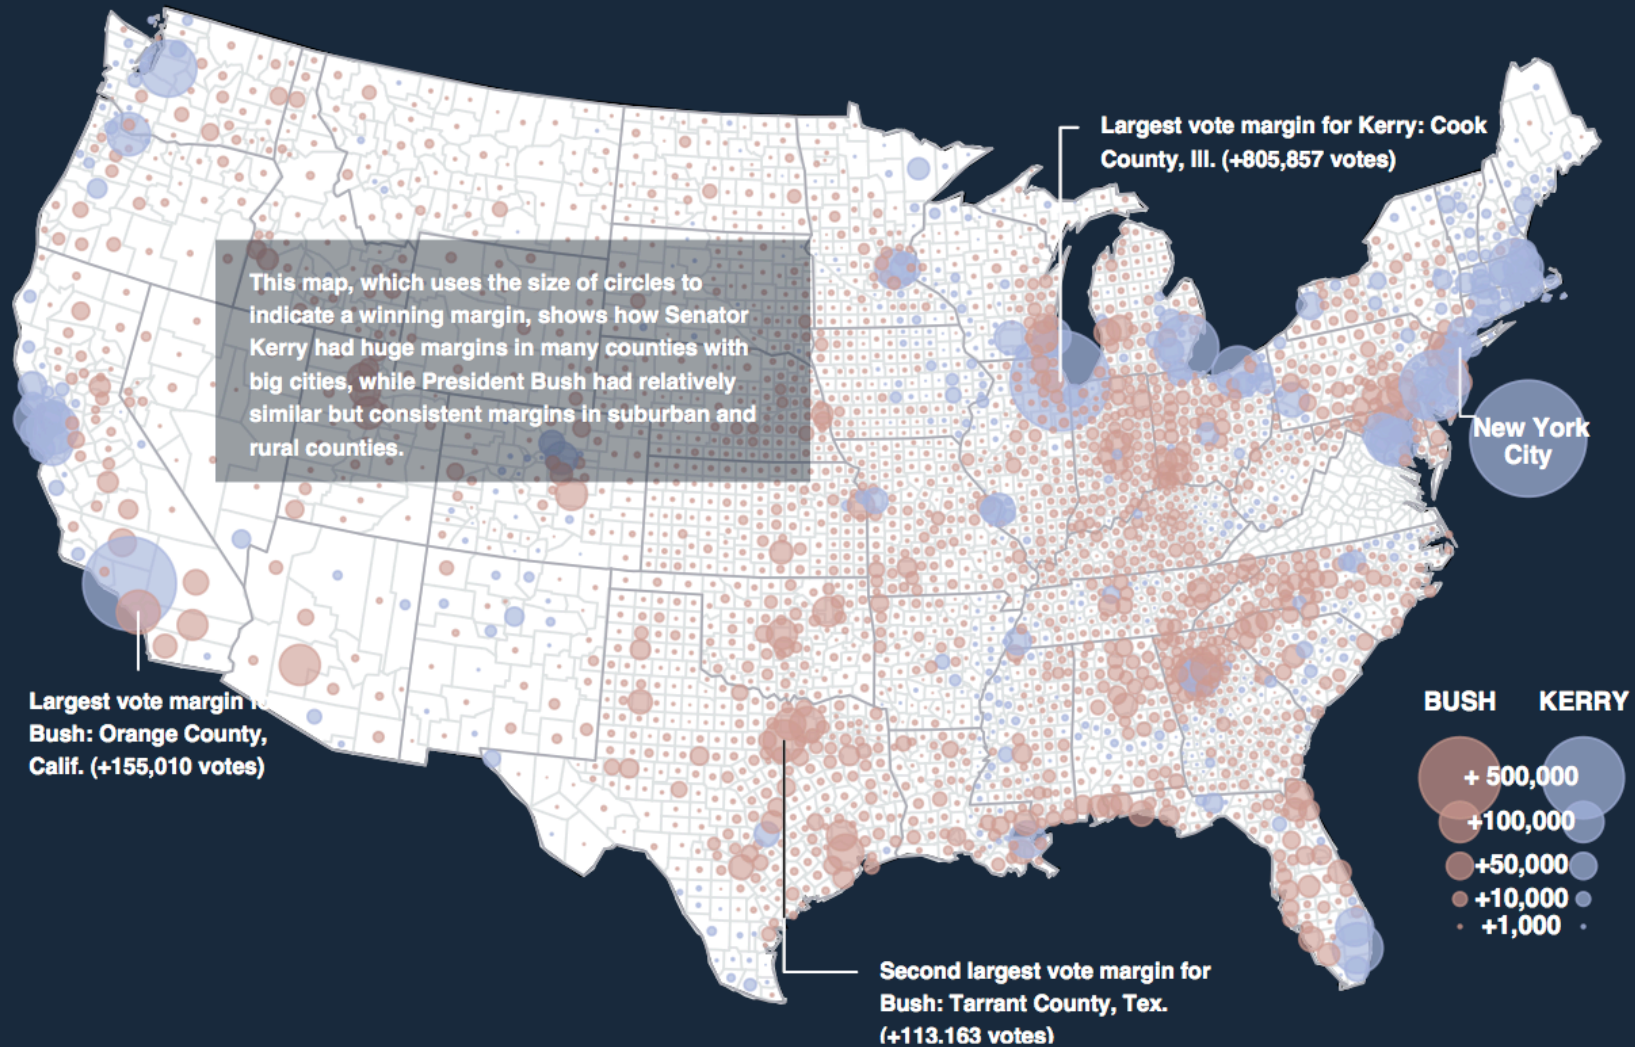 Largest vote margin for Kerry: Cook
County, Ill. (+805,857 votes)
This map, which uses the size of circles to
indicate a winning margin, shows how Senator
Kerry had huge margins in many counties with
big cities, while President Bush had relatively
similar but consistent margins in suburban and
rural counties.
New York
City
Largest vote margin
Bush: Orange County,
Calif. (+155,010 votes)
BUSH KERRY
+ 500,000
+100,000
+50,000
+10,000
+1,000
Second largest vote margin for
Bush: Tarrant County, Tex.
(+113.163 votes)